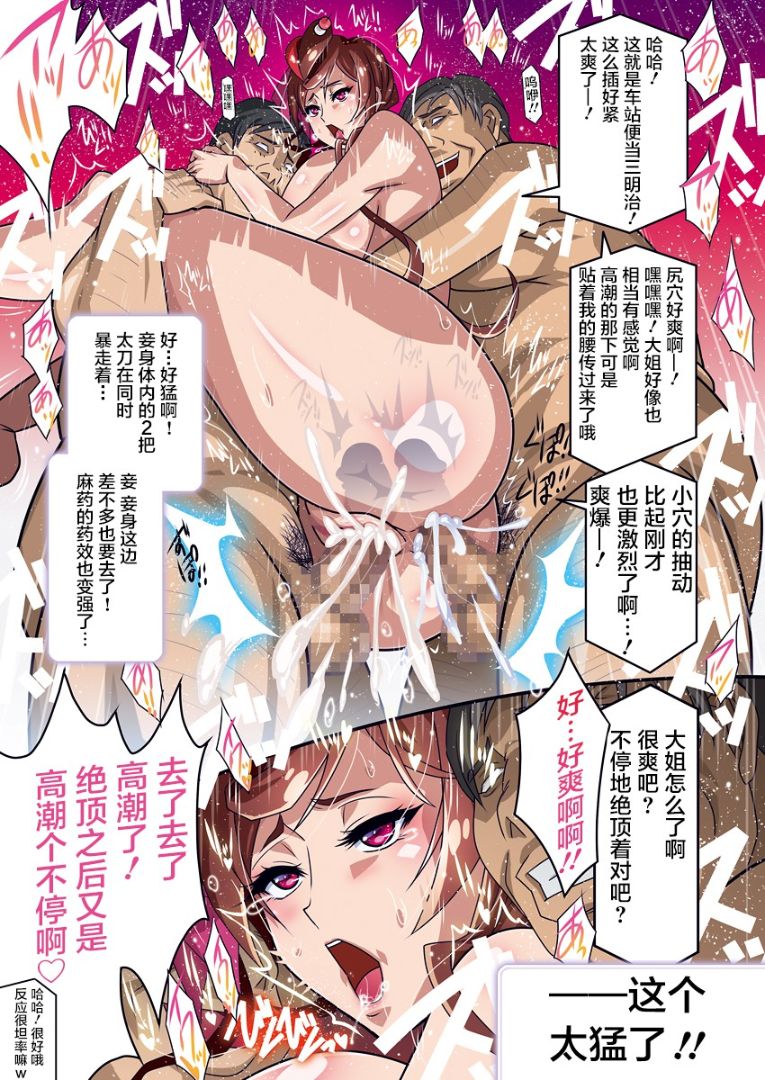 哈哈！
这就是车站便当三明治！
这么插好紧
太爽了—！
呜咿!!
嘿嘿嘿
尻穴好爽啊—！
嘿嘿嘿！大姐好像也
相当有感觉啊
高潮的那下可是
贴着我的腰传过来了哦
好…好猛啊！
妾身体内的2把
太刀在同时
暴走着…
妾 妾身这边
差不多也要去了！
麻药的药效也变强了…
小穴的抽动
比起刚才
也更激烈了啊…！
爽爆—！
大姐怎么了啊
很爽吧？
不停地绝顶着对吧？
好…好爽啊啊!!
去了去了
高潮了！
绝顶之后又是
高潮个不停啊♡
——这个
太猛了!!
哈哈！很好哦
反应很坦率嘛w